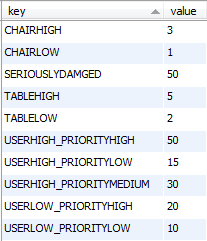 key value
CHAIRHIGH 3
CHAIRLOW 1
SERIOUSLYDAMGED 50
TABLEHIGH 5
TABLELOW 2
USERHIGH_PRIORITYHIGH 50
USERHIGH_PRIORITYLOW 15
USERHIGH_PRIORITYMEDIUM 30
USERLOW_PRIORITYHIGH 20
USERLOW_PRIORITYLOW 10